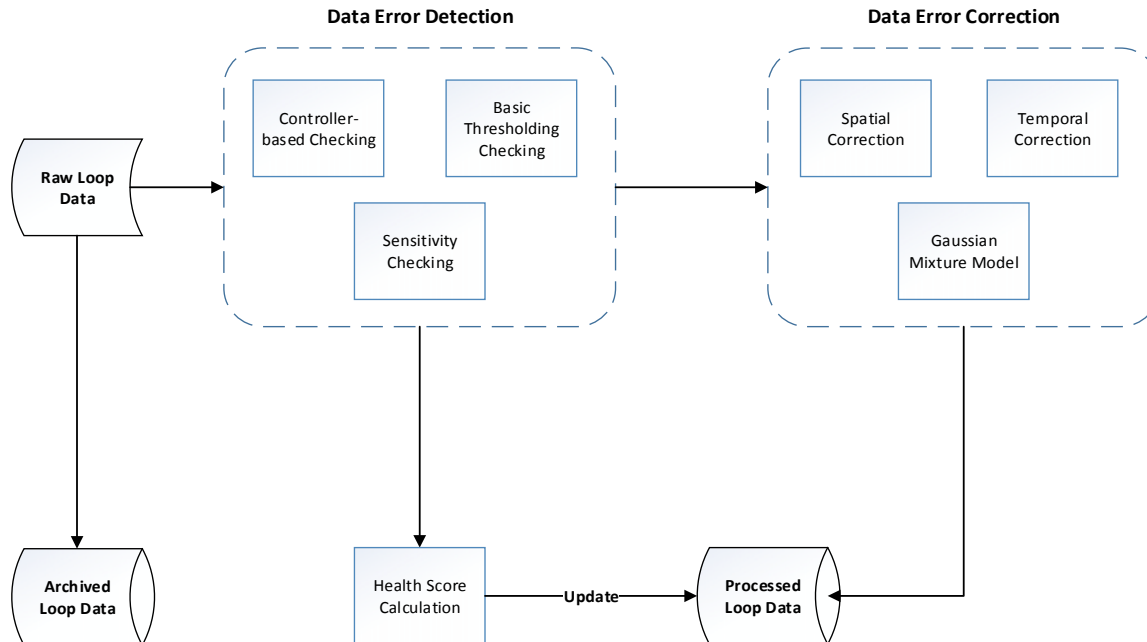 Data Error Detection
Data Error Correction
Controller-
based Checking
Basic
Thresholding
Checking
Spatial
Correction
Temporal
Correction
Raw Loop
Data
Sensitivity
Checking
Gaussian
Mixture Model
Archived
Loop Data
Health Score
Calculation
Update
Processed
Loop Data